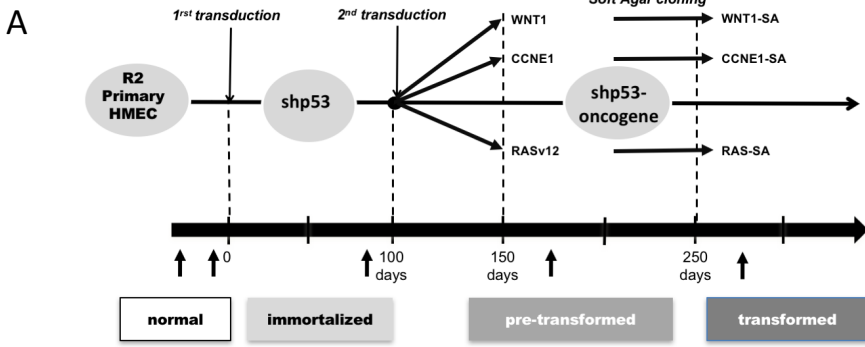 A
1rst transduction
2nd transduction
Soft Agar cloning
WNT1
WNT1-SA
CCNE1
CCNE1-SA
R2
Primary
HMEC
shp53
shp53-
oncogene
RASv12
RAS-SA
0
100
days
150
days
250
days
normal
immortalized
pre-transformed
transformed